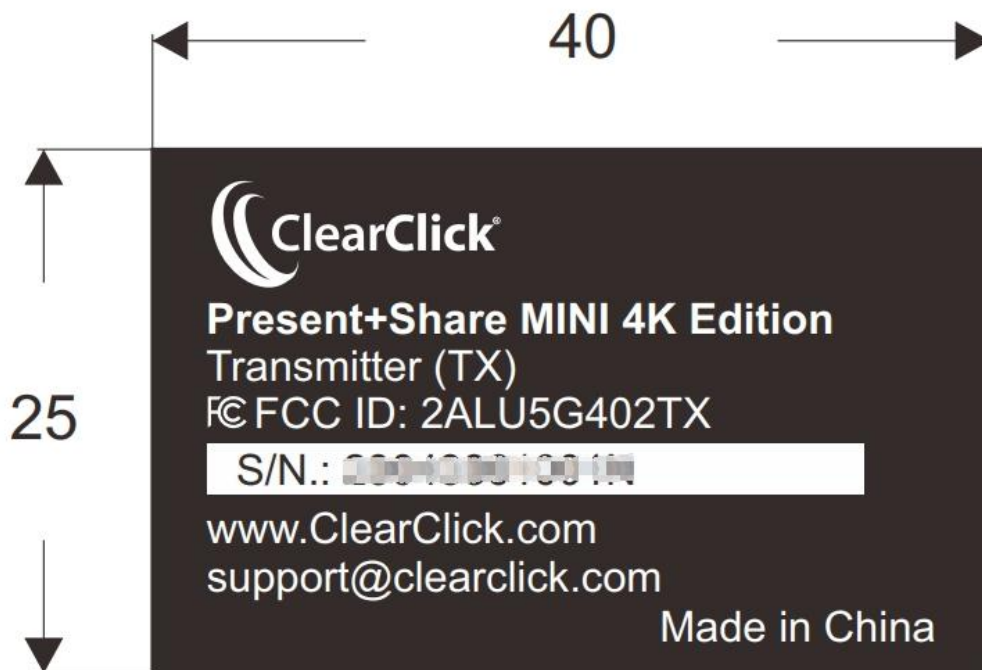 40
25
ClearClick®
Present+Share MINI 4K Edition
Transmitter (TX)
FC FCC ID: 2ALU5G402TX
S/N.:
www.ClearClick.com
support@clearclick.com
Made in China